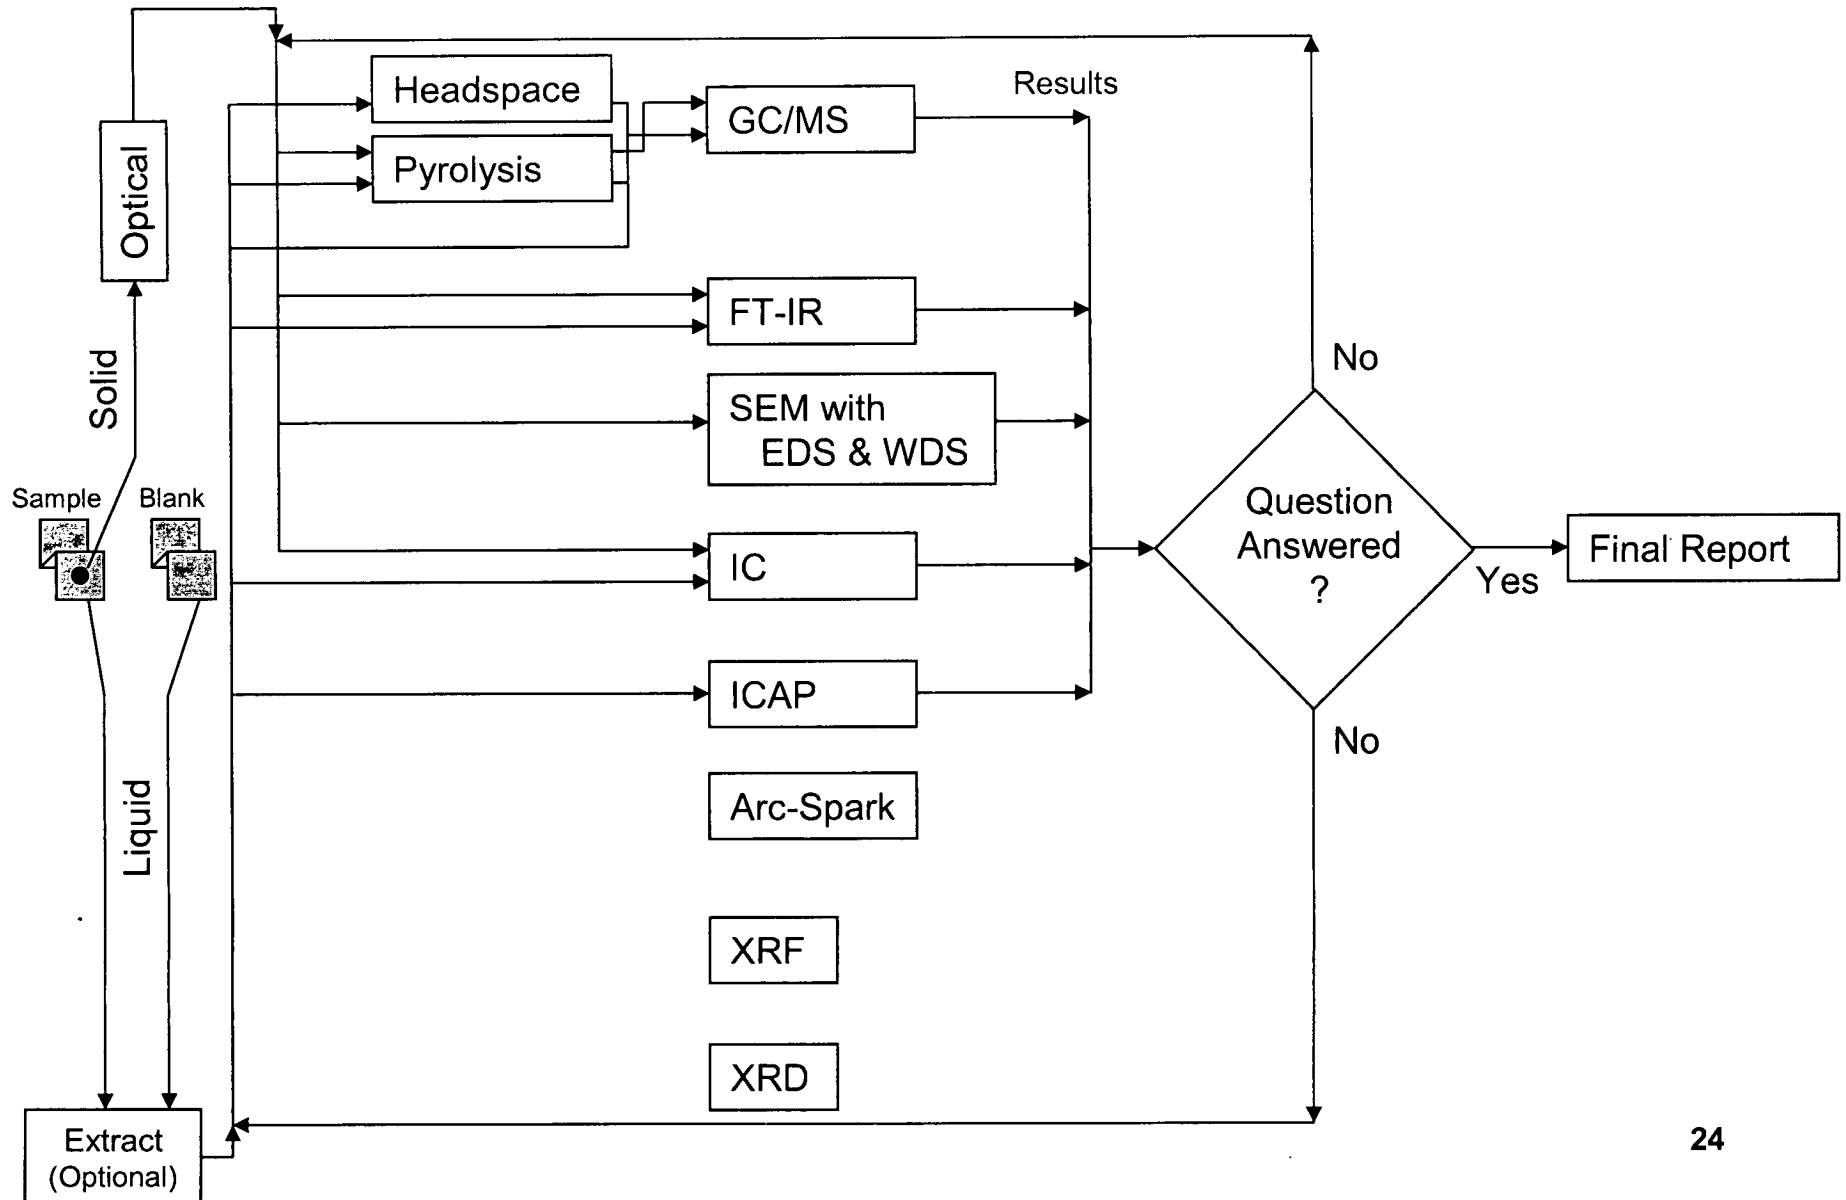 Headspace
Results
GC/MS
Pyrolysis
Optical
FT-IR
No
Solid
SEM with
EDS & WDS
Sample
Blank
Question
Answered
?
IC
Final Report
Yes
ICAP
No
Liquid
Arc-Spark
XRF
XRD
Extract
(Optional)
24